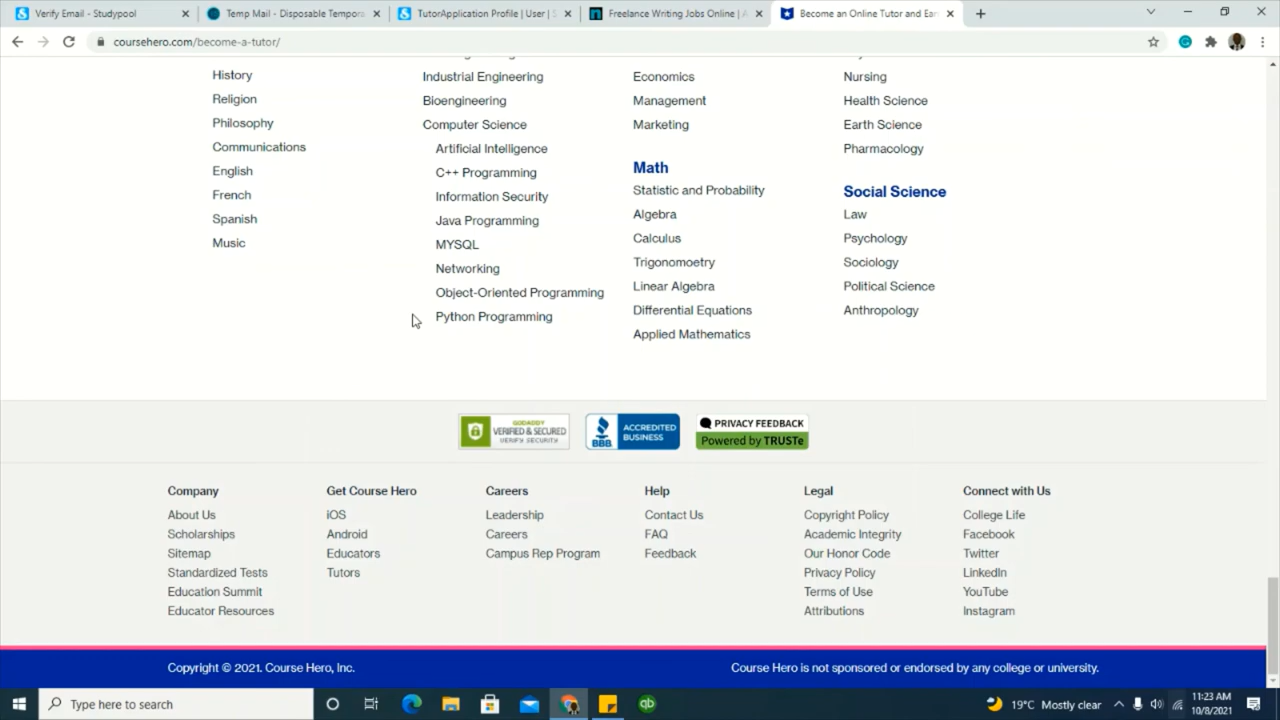 Verify Email - Studypool
Temp Mail - Disposable Tempora
TutorApplication Profile | User |
Freelance Writing Jobs Online | A
Become an Online Tutor and Ear
coursehero.com/become-a-tutor/
History
Religion
Philosophy
Communications
English
French
Spanish
Music
Industrial Engineering
Bioengineering
Computer Science
Artificial Intelligence
C++ Programming
Information Security
Java Programming
MYSQL
Networking
Object-Oriented Programming
Python Programming
Economics
Management
Marketing
Math
Statistic and Probability
Algebra
Calculus
Trigonomoetry
Linear Algebra
Differential Equations
Applied Mathematics
Nursing
Health Science
Earth Science
Pharmacology
Social Science
Law
Psychology
Sociology
Political Science
Anthropology
GODADDY
VERIFIED & SECURED
VERIFY SECURITY
BBB
ACCREDITED
BUSINESS
PRIVACY FEEDBACK
Powered by TRUSTe
Company
About Us
Scholarships
Sitemap
Standardized Tests
Education Summit
Educator Resources
Get Course Hero
iOS
Android
Educators
Tutors
Careers
Leadership
Careers
Campus Rep Program
Help
Contact Us
FAQ
Feedback
Legal
Copyright Policy
Academic Integrity
Our Honor Code
Privacy Policy
Terms of Use
Attributions
Connect with Us
College Life
Facebook
Twitter
LinkedIn
YouTube
Instagram
Copyright © 2021. Course Hero, Inc.
Course Hero is not sponsored or endorsed by any college or university.
Type here to search
qb
19°C Mostly clear
11:23 AM
10/8/2021